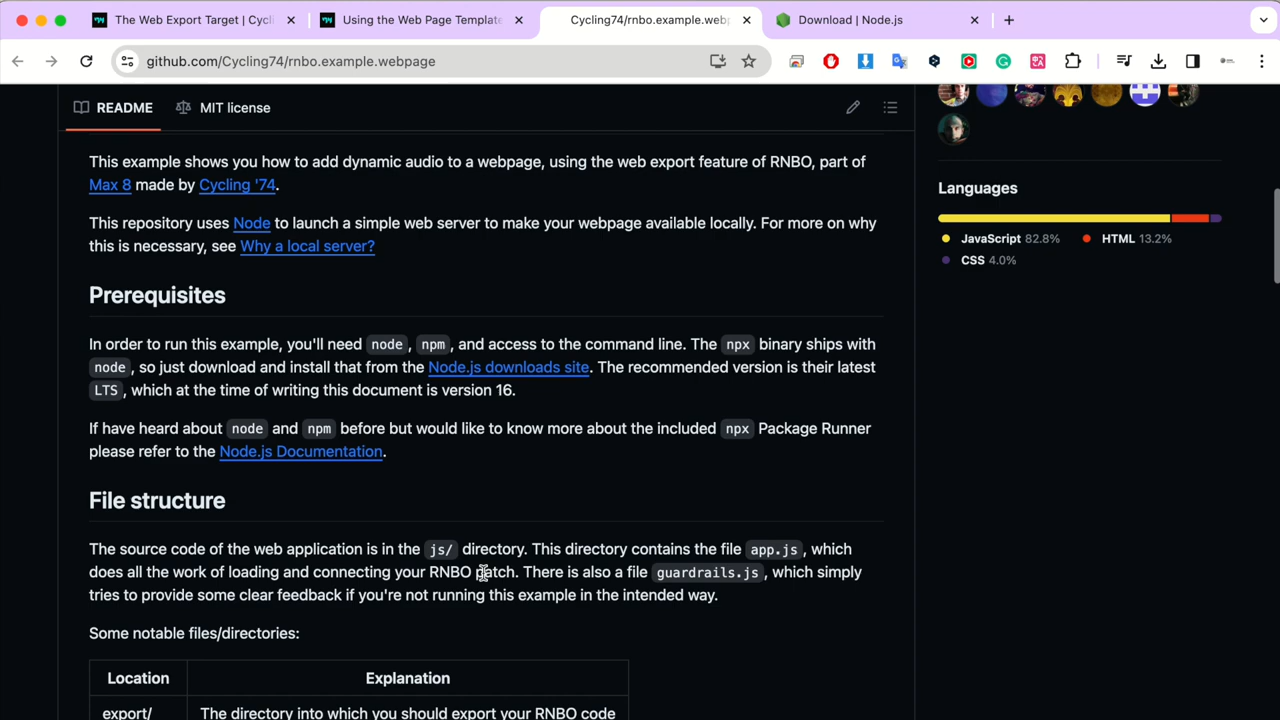 The Web Export Target | Cycli
Using the Web Page Template
Cycling74/rnbo.example.webp
Download | Node.js
github.com/Cycling74/rnbo.example.webpage
README
MIT license
This example shows you how to add dynamic audio to a webpage, using the web export feature of RNBO, part of
Max 8 made by Cycling '74.
This repository uses Node to launch a simple web server to make your webpage available locally. For more on why
this is necessary, see Why a local server?
Prerequisites
In order to run this example, you'll need node, npm, and access to the command line. The npx binary ships with
node, so just download and install that from the Node.js downloads site. The recommended version is their latest
LTS, which at the time of writing this document is version 16.
If have heard about node and npm before but would like to know more about the included npx Package Runner
please refer to the Node.js Documentation.
File structure
The source code of the web application is in the js/ directory. This directory contains the file app.js, which
does all the work of loading and connecting your RNBO patch. There is also a file guardrails.js, which simply
tries to provide some clear feedback if you're not running this example in the intended way.
Some notable files/directories:
Location Explanation
export/ The directory into which you should export your RNBO code
Languages
JavaScript 82.8% HTML 13.2%
CSS 4.0%